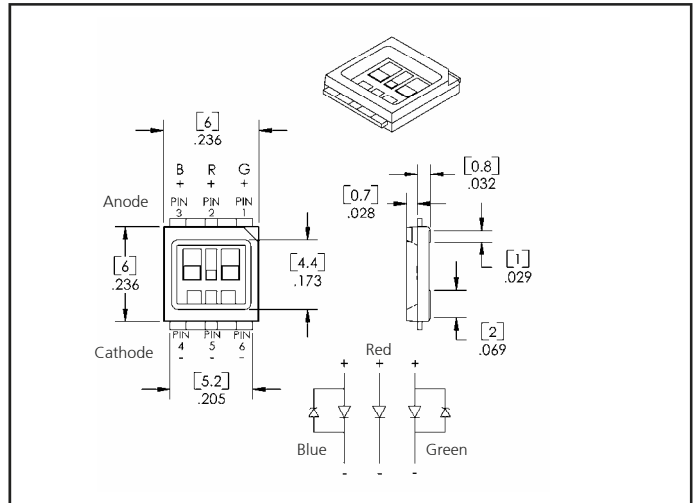 [6]
.236
B R G
+ + +
Anode PIN 3 PIN 2 PIN 1
[6]
.236
[4.4]
.173
Cathode PIN 4 PIN 5 PIN 6
- - -
[5.2]
.205
[0.8]
.032
[0.7]
.028
[1]
.029
[2]
.069
Red
+ + +
Blue Green
- - -